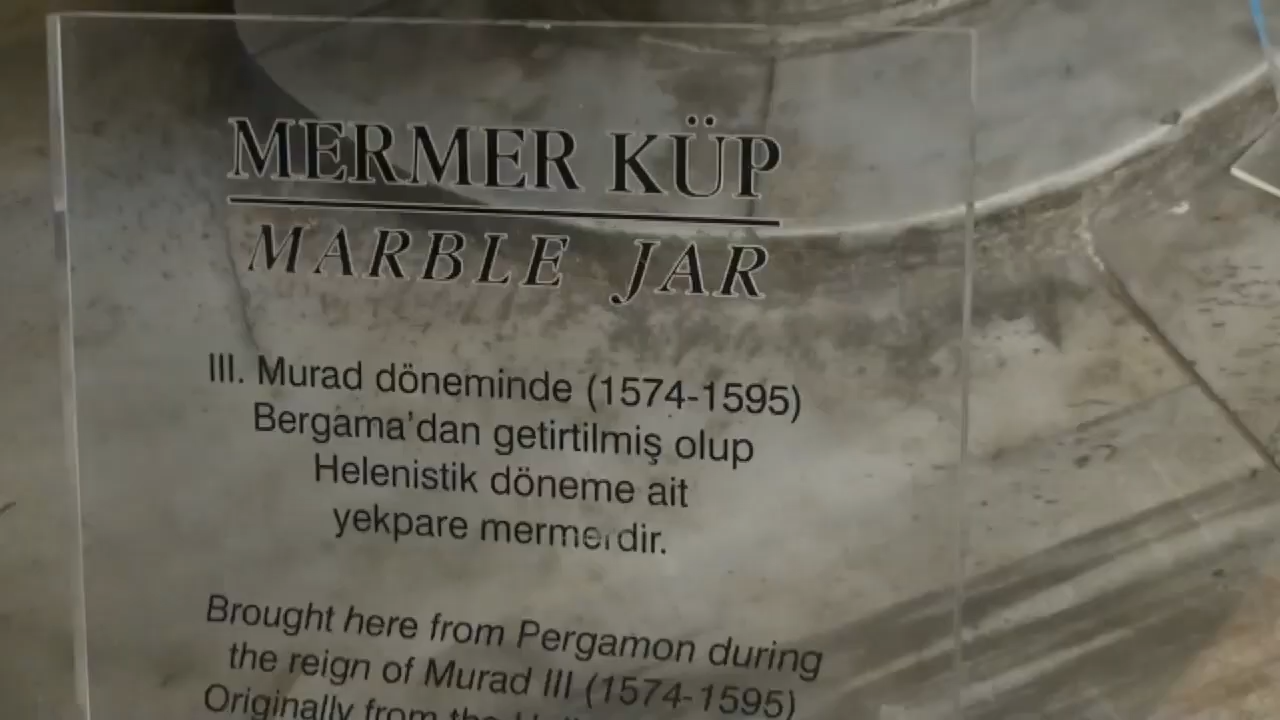 MERMER KÜP
MARBLE JAR
III. Murad döneminde (1574-1595)
Bergama'dan getirtilmiş olup
Helenistik döneme ait
yekpare mermerdir.
Brought here from Pergamon during
the reign of Murad III (1574-1595)
Originally from the